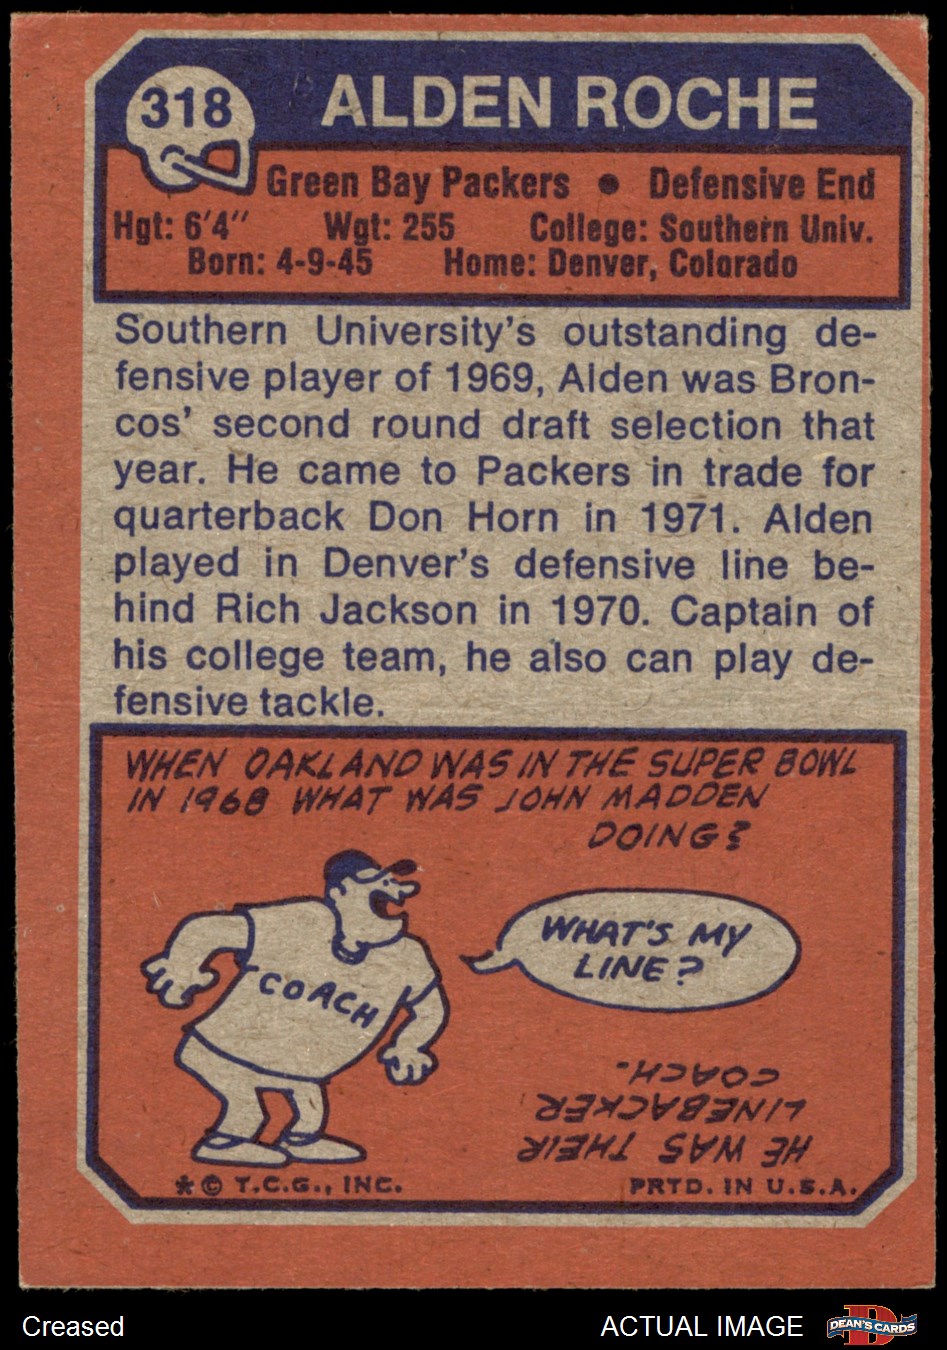 318
ALDEN ROCHE
Green Bay Packers • Defensive End
Hgt: 6'4" Wgt: 255 College: Southern Univ.
Born: 4-9-45 Home: Denver, Colorado
Southern University's outstanding de-
fensive player of 1969, Alden was Bron-
cos' second round draft selection that
year. He came to Packers in trade for
quarterback Don Horn in 1971. Alden
played in Denver's defensive line be-
hind Rich Jackson in 1970. Captain of
his college team, he also can play de-
fensive tackle.
WHEN OAKLAND WAS IN THE SUPER BOWL
IN 1968 WHAT WAS JOHN MADDEN
DOING?
WHAT'S MY
LINE?
COACH
HE WAS THEIR
LINEBACKER
COACH.
* © T.C.G., INC. PRTD. IN U.S.A.
Creased
ACTUAL IMAGE
D
DEAN'S CARDS